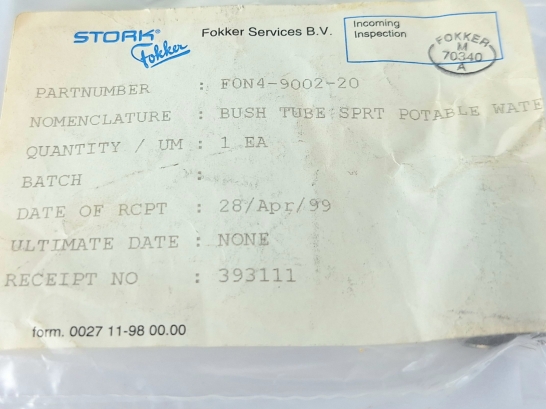 STORK Fokker
Fokker Services B.V.
Incoming
Inspection
FOKKER
M
70340
A
PARTNUMBER : FON4-9002-20
NOMENCLATURE : BUSH TUBE SPRT POTABLE WATE
QUANTITY / UM : 1 EA
BATCH :
DATE OF RCPT : 28/Apr/99
ULTIMATE DATE : NONE
RECEIPT NO : 393111
form. 0027 11-98 00.00